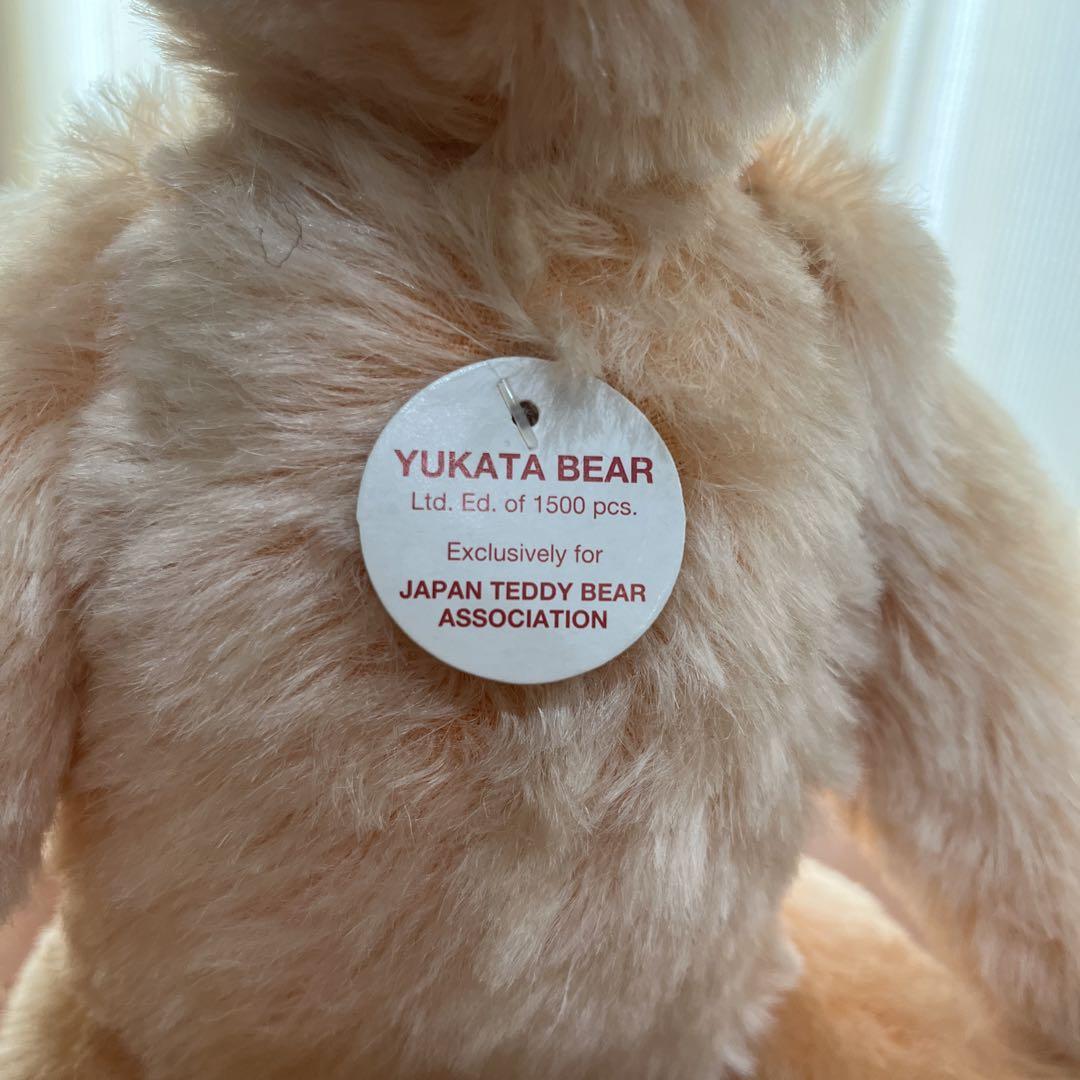 YUKATA BEAR
Ltd. Ed. of 1500 pcs.
Exclusively for
JAPAN TEDDY BEAR
ASSOCIATION